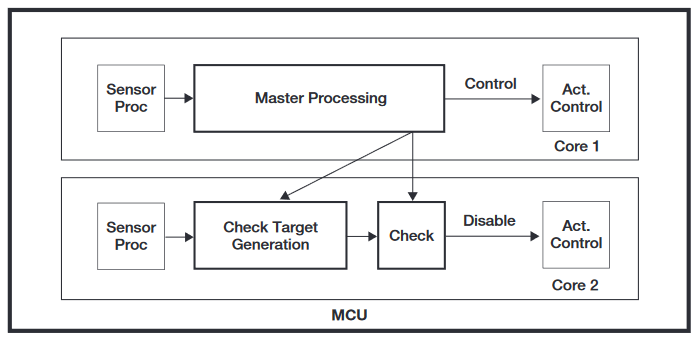 Sensor
Proc
Master Processing
Control
Act.
Control
Core 1
Sensor
Proc
Check Target
Generation
Check
Disable
Act.
Control
Core 2
MCU